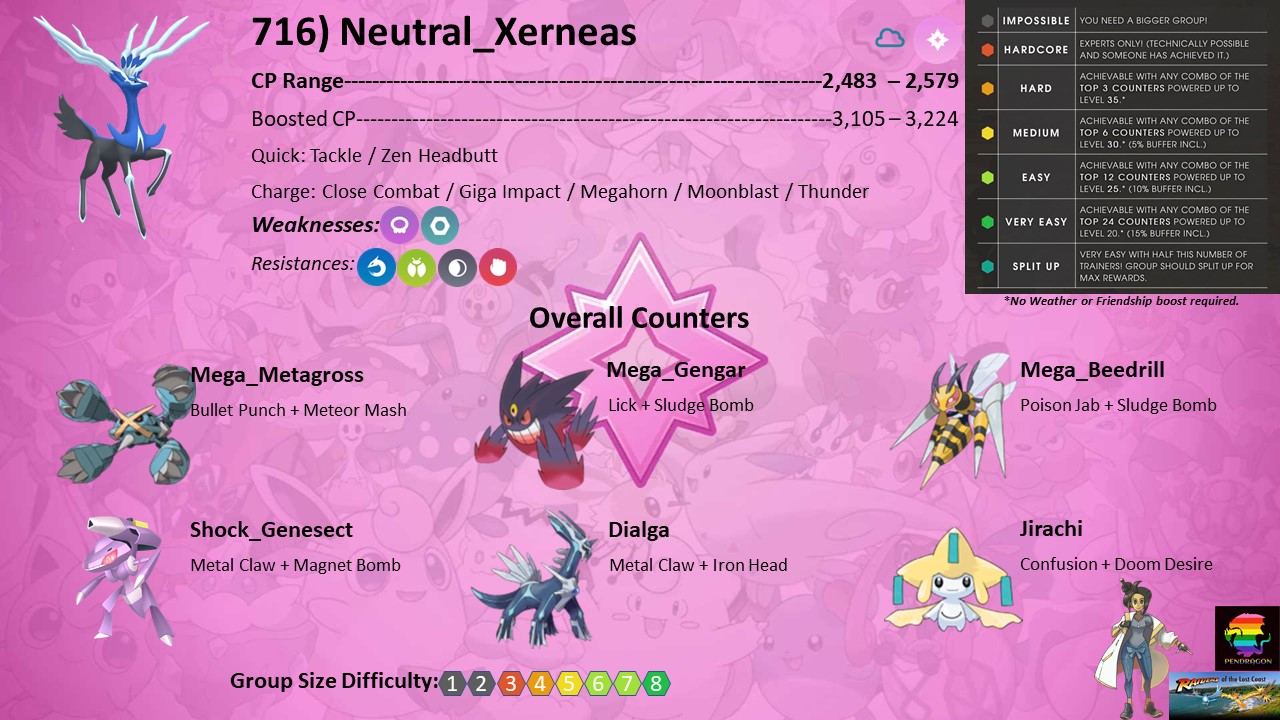 716) Neutral_Xerneas
CP Range--------------------------------------------------------------------2,483 – 2,579
Boosted CP--------------------------------------------------------------------3,105 – 3,224
Quick: Tackle / Zen Headbutt
Charge: Close Combat / Giga Impact / Megahorn / Moonblast / Thunder
Weaknesses:
Resistances:
IMPOSSIBLE YOU NEED A BIGGER GROUP!
HARDCORE EXPERTS ONLY! (TECHNICALLY POSSIBLE
AND SOMEONE HAS ACHIEVED IT.)
HARD ACHIEVABLE WITH ANY COMBO OF THE
TOP 3 COUNTERS POWERED UP TO
LEVEL 35.*
MEDIUM ACHIEVABLE WITH ANY COMBO OF THE
TOP 6 COUNTERS POWERED UP TO
LEVEL 30.* (5% BUFFER INCL.)
EASY ACHIEVABLE WITH ANY COMBO OF THE
TOP 12 COUNTERS POWERED UP TO
LEVEL 25.* (10% BUFFER INCL.)
VERY EASY ACHIEVABLE WITH ANY COMBO OF THE
TOP 24 COUNTERS POWERED UP TO
LEVEL 20.* (15% BUFFER INCL.)
SPLIT UP VERY EASY WITH HALF THIS NUMBER OF
TRAINERS! GROUP SHOULD SPLIT UP FOR
MAX REWARDS.
*No Weather or Friendship boost required.
Overall Counters
Mega_Metagross
Bullet Punch + Meteor Mash
Mega_Gengar
Lick + Sludge Bomb
Mega_Beedrill
Poison Jab + Sludge Bomb
Shock_Genesect
Metal Claw + Magnet Bomb
Dialga
Metal Claw + Iron Head
Jirachi
Confusion + Doom Desire
Group Size Difficulty: 1 2 3 4 5 6 7 8
PENDRAGON
RAIDERS of the Lost Coast